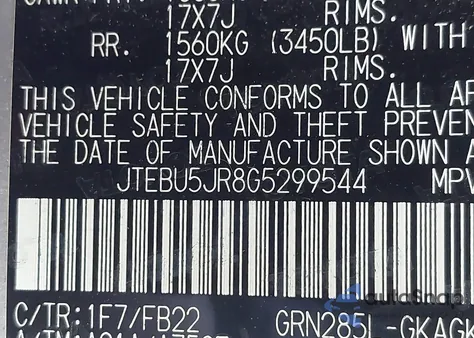 17X7J RIMS.
RR. 1560KG (3450LB) WITH
17X7J RIMS.
THIS VEHICLE CONFORMS TO ALL AP
VEHICLE SAFETY AND THEFT PREVEN
THE DATE OF MANUFACTURE SHOWN A
JTEBU5JR8G5299544 MPV
C/TR:1F7/FB22 GRN285L-GKAGK